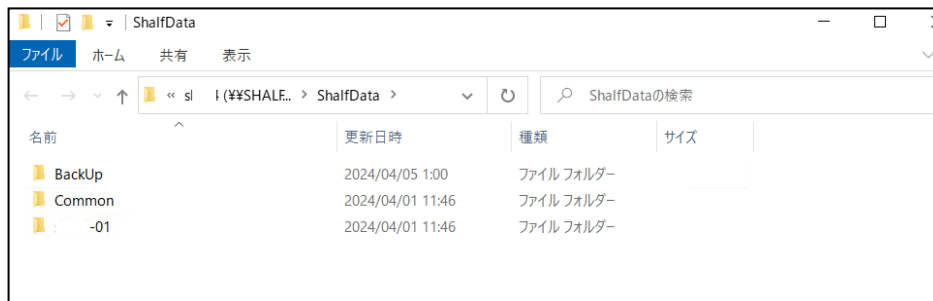 ShalfData
ファイル ホーム 共有 表示
« sl (¥¥SHALF... > ShalfData > ShalfDataの検索
名前 更新日時 種類 サイズ
BackUp 2024/04/05 1:00 ファイル フォルダー
Common 2024/04/01 11:46 ファイル フォルダー
-01 2024/04/01 11:46 ファイル フォルダー